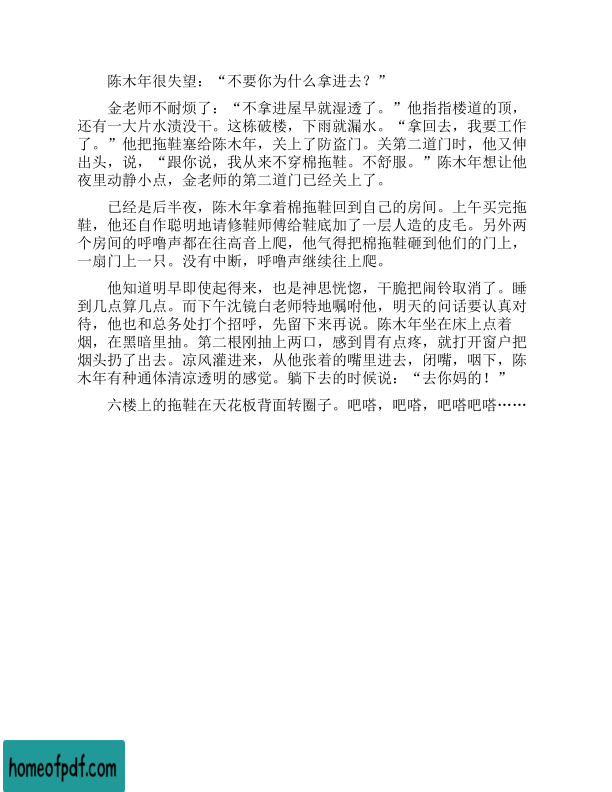 陈木年很失望：“不要你为什么拿进去？”
金老师不耐烦了：“不拿进屋早就湿透了。”他指指楼道的顶，
还有一大片水渍没干。这栋破楼，下雨就漏水。“拿回去，我要工作
了。”他把拖鞋塞给陈木年，关上了防盗门。关第二道门时，他又伸
出头，说，“跟你说，我从来不穿棉拖鞋。不舒服。”陈木年想让他
夜里动静小点，金老师的第二道门已经关上了。
已经是后半夜，陈木年拿着棉拖鞋回到自己的房间。上午买完拖
鞋，他还自作聪明地请修鞋师傅给鞋底加了一层人造的皮毛。另外两
个房间的呼噜声都在往高音上爬，他气得把棉拖鞋砸到他们的门上，
一扇门上一只。没有中断，呼噜声继续往上爬。
他知道明早即使起得来，也是神思恍惚，干脆把闹铃取消了。睡
到几点算几点。而下午沈镜白老师特地嘱咐他，明天的问话要认真对
待，他也和总务处打个招呼，先留下来再说。陈木年坐在床上点着
烟，在黑暗里抽。第二根刚抽上两口，感到胃有点疼，就打开窗户把
烟头扔了出去。凉风灌进来，从他张着的嘴里进去，闭嘴，咽下，陈
木年有种通体清凉透明的感觉。躺下去的时候说：“去你妈的！”
六楼上的拖鞋在天花板背面转圈子。吧嗒，吧嗒，吧嗒吧嗒……
homeofpdf.com